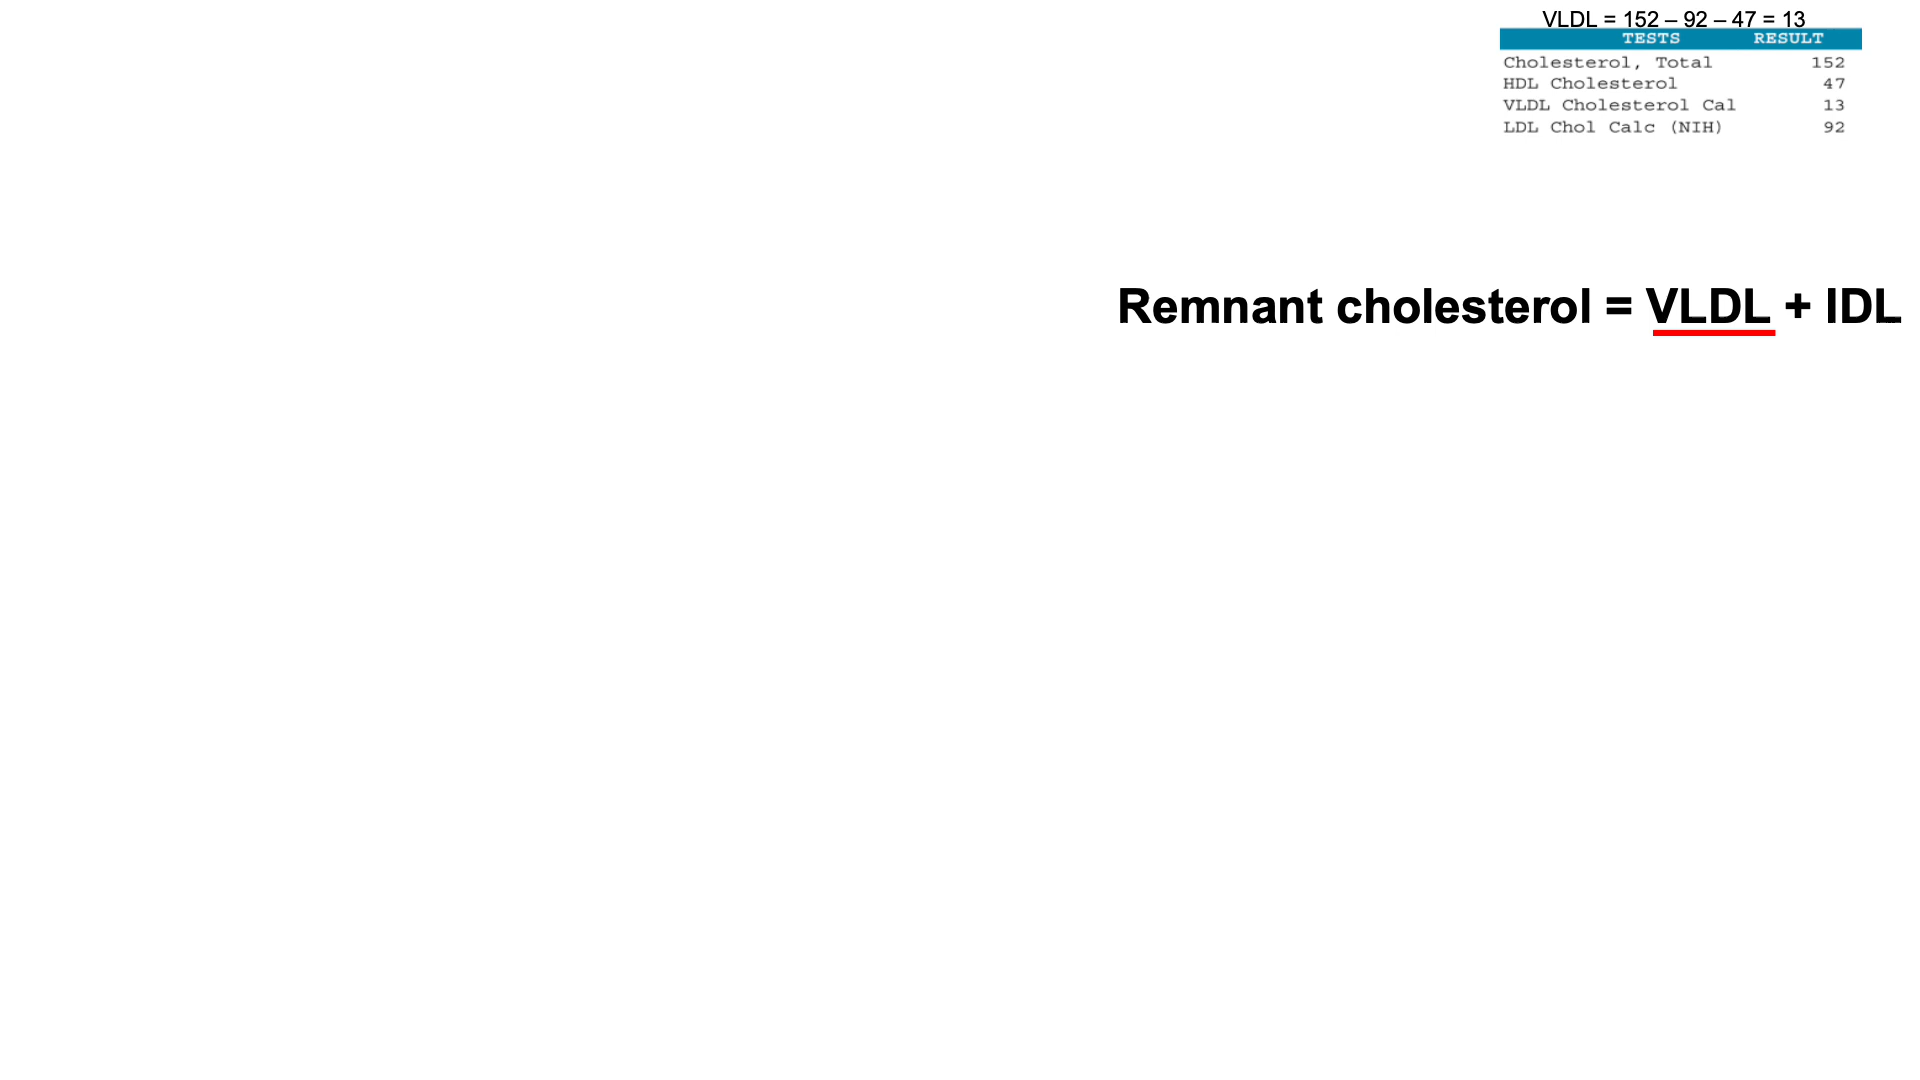 VLDL = 152 – 92 – 47 = 13
TESTS RESULT
Cholesterol, Total 152
HDL Cholesterol 47
VLDL Cholesterol Cal 13
LDL Chol Calc (NIH) 92
Remnant cholesterol = VLDL + IDL